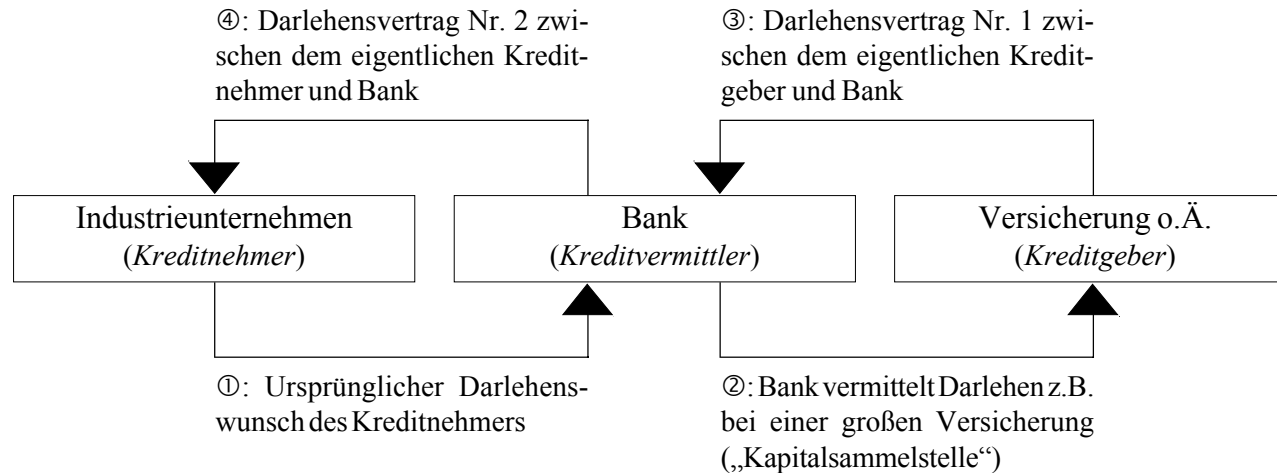 ④: Darlehensvertrag Nr. 2 zwi-
schen dem eigentlichen Kredit-
nehmer und Bank
③: Darlehensvertrag Nr. 1 zwi-
schen dem eigentlichen Kredit-
geber und Bank
Industrieunternehmen
(Kreditnehmer)
Bank
(Kreditvermittler)
Versicherung o.Ä.
(Kreditgeber)
①: Ursprünglicher Darlehens-
wunsch des Kreditnehmers
②: Bank vermittelt Darlehen z.B.
bei einer großen Versicherung
(„Kapitalsammelstelle“)